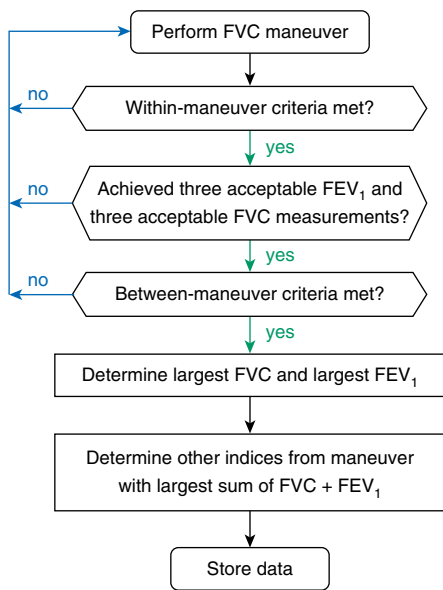 Perform FVC maneuver
no
Within-maneuver criteria met?
yes
no
Achieved three acceptable FEV₁ and
three acceptable FVC measurements?
yes
no
Between-maneuver criteria met?
yes
Determine largest FVC and largest FEV₁
Determine other indices from maneuver
with largest sum of FVC + FEV₁
Store data